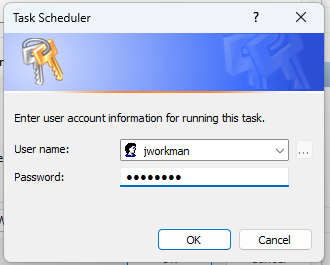 Task Scheduler
Enter user account information for running this task.
User name:
jworkman
...
Password:
••••••••
OK
Cancel